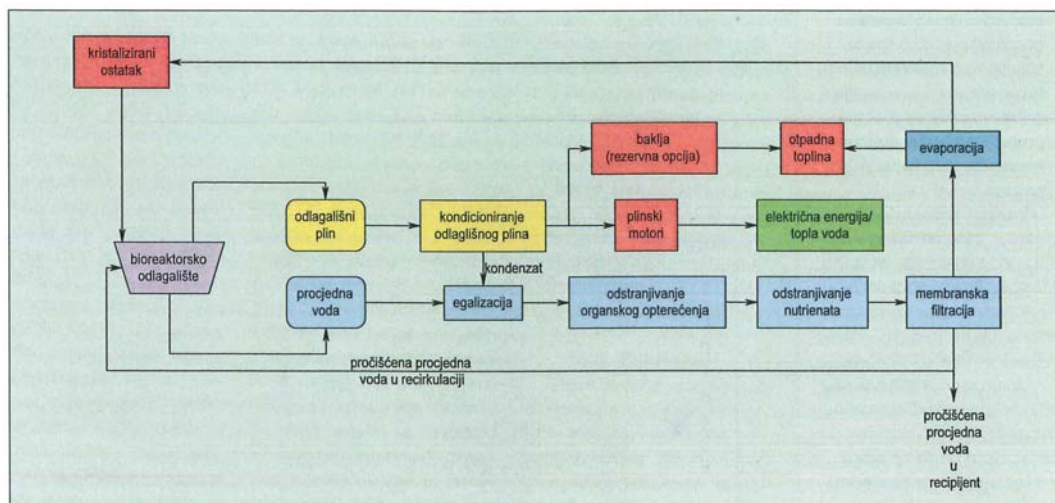 kristalizirani
ostatak
baklja
(rezervna opcija)
otpadna
toplina
evaporacija
odlagališni
plin
kondicioniranje
odlaglišnog plina
plinski
motori
električna energija/
topla voda
bioreaktorsko
odlagalište
kondenzat
procjedna
voda
egalizacija
odstranjivanje
organskog opterećenja
odstranjivanje
nutrienata
membranska
filtracija
pročišćena procjedna
voda u recirkulaciji
pročišćena
procjedna
voda
u
recipijent